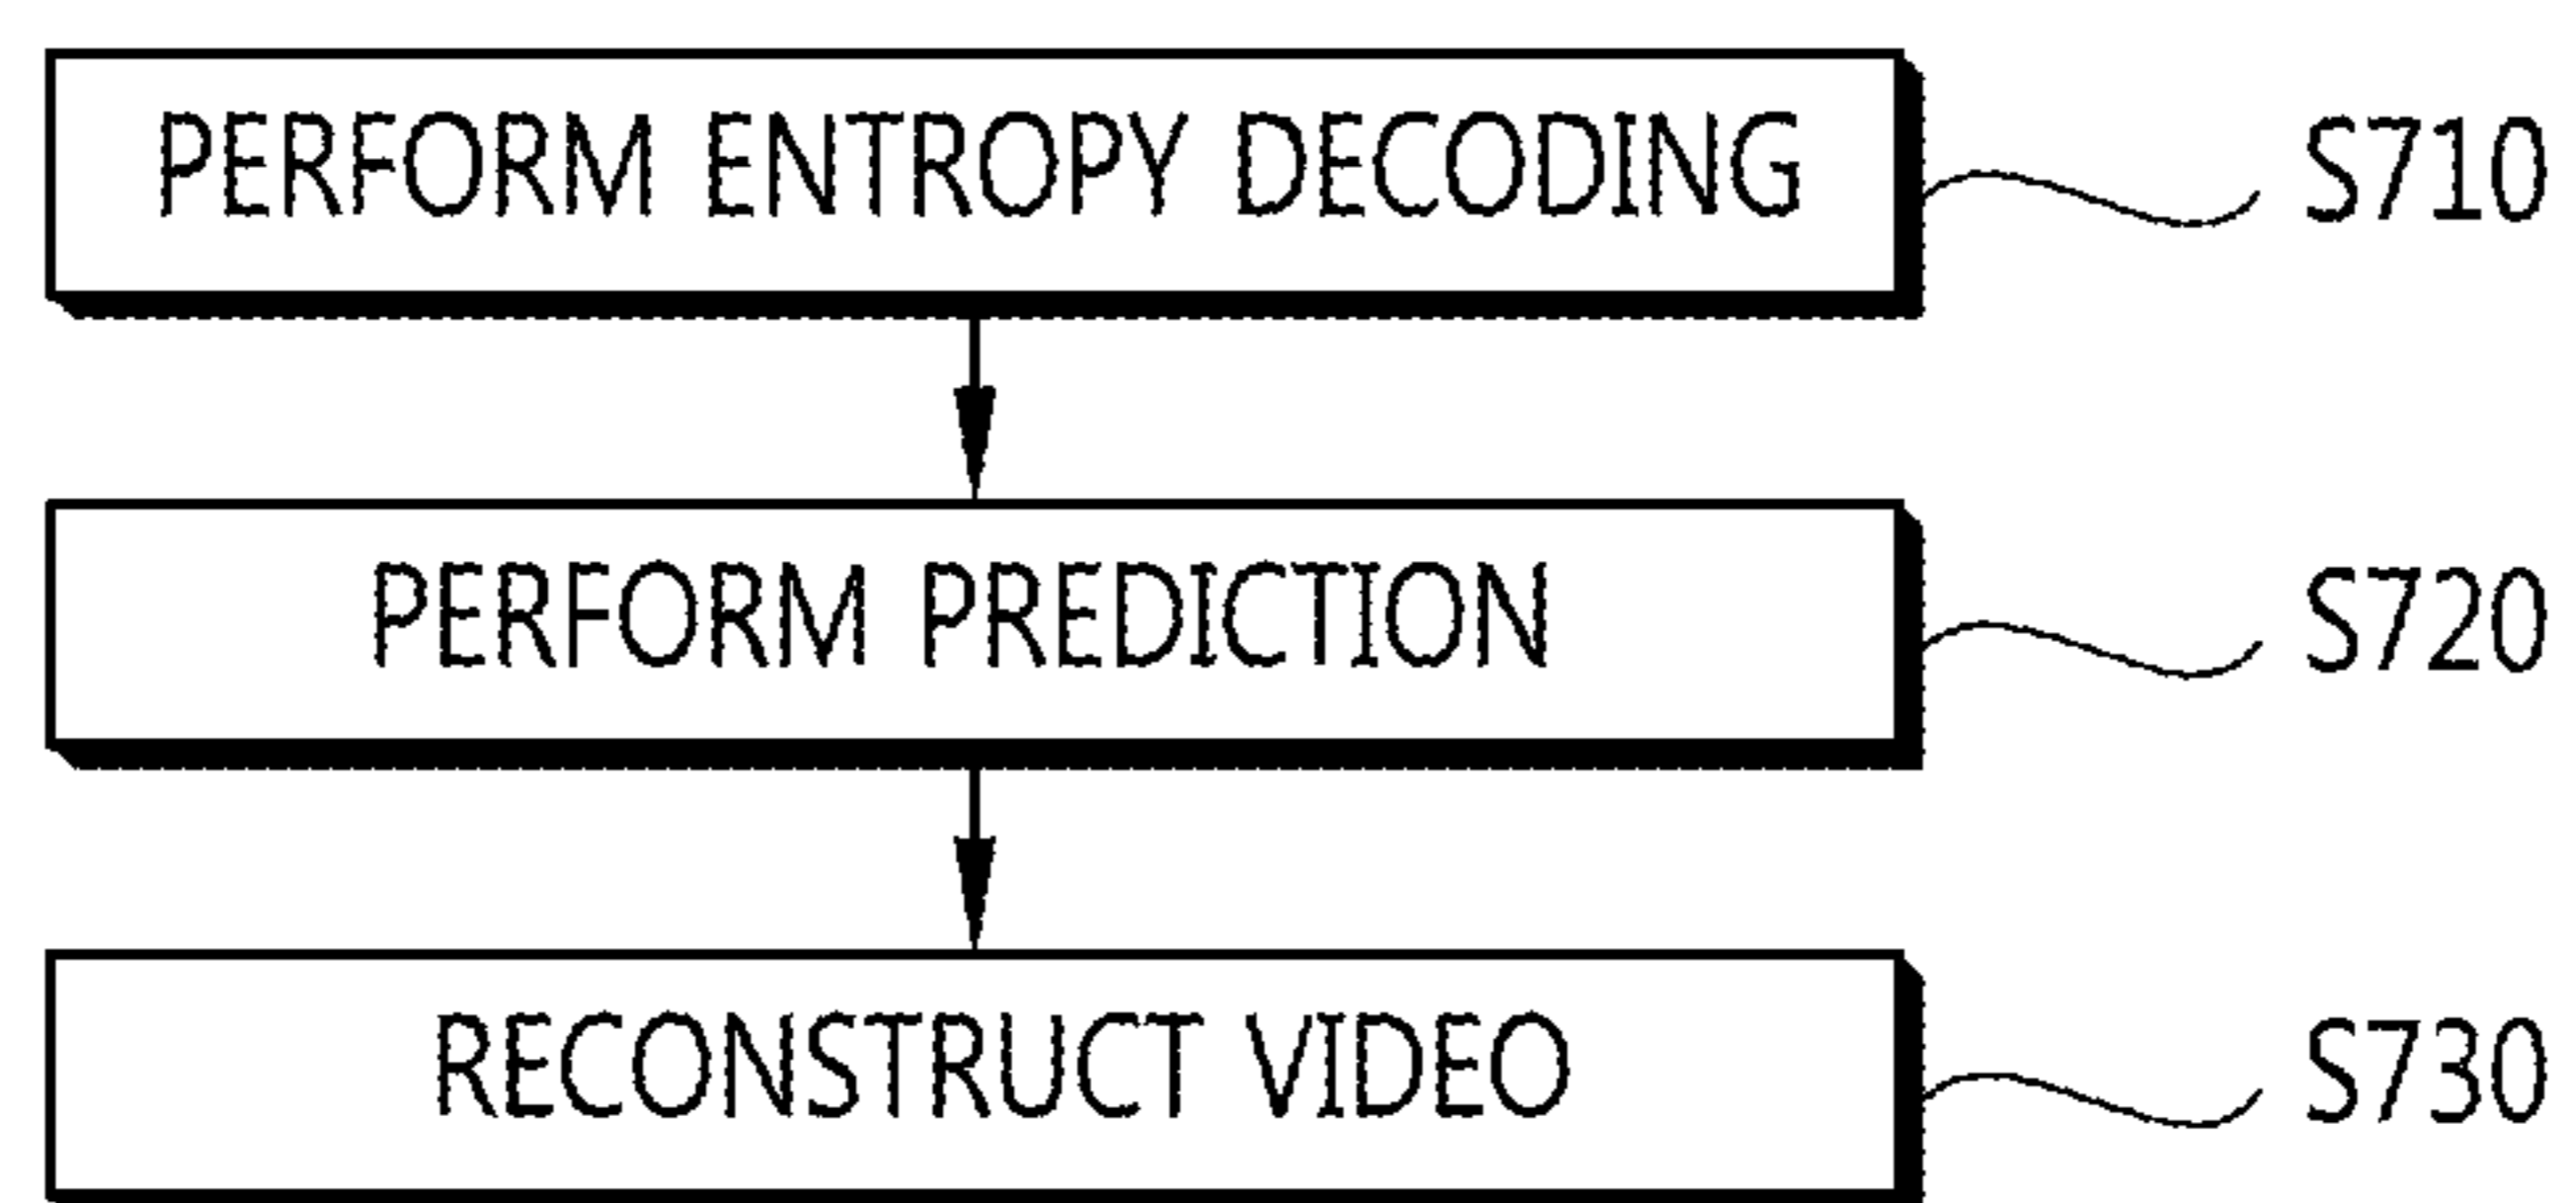 PERFORM ENTROPY DECODING S710
PERFORM PREDICTION S720
RECONSTRUCT VIDEO S730